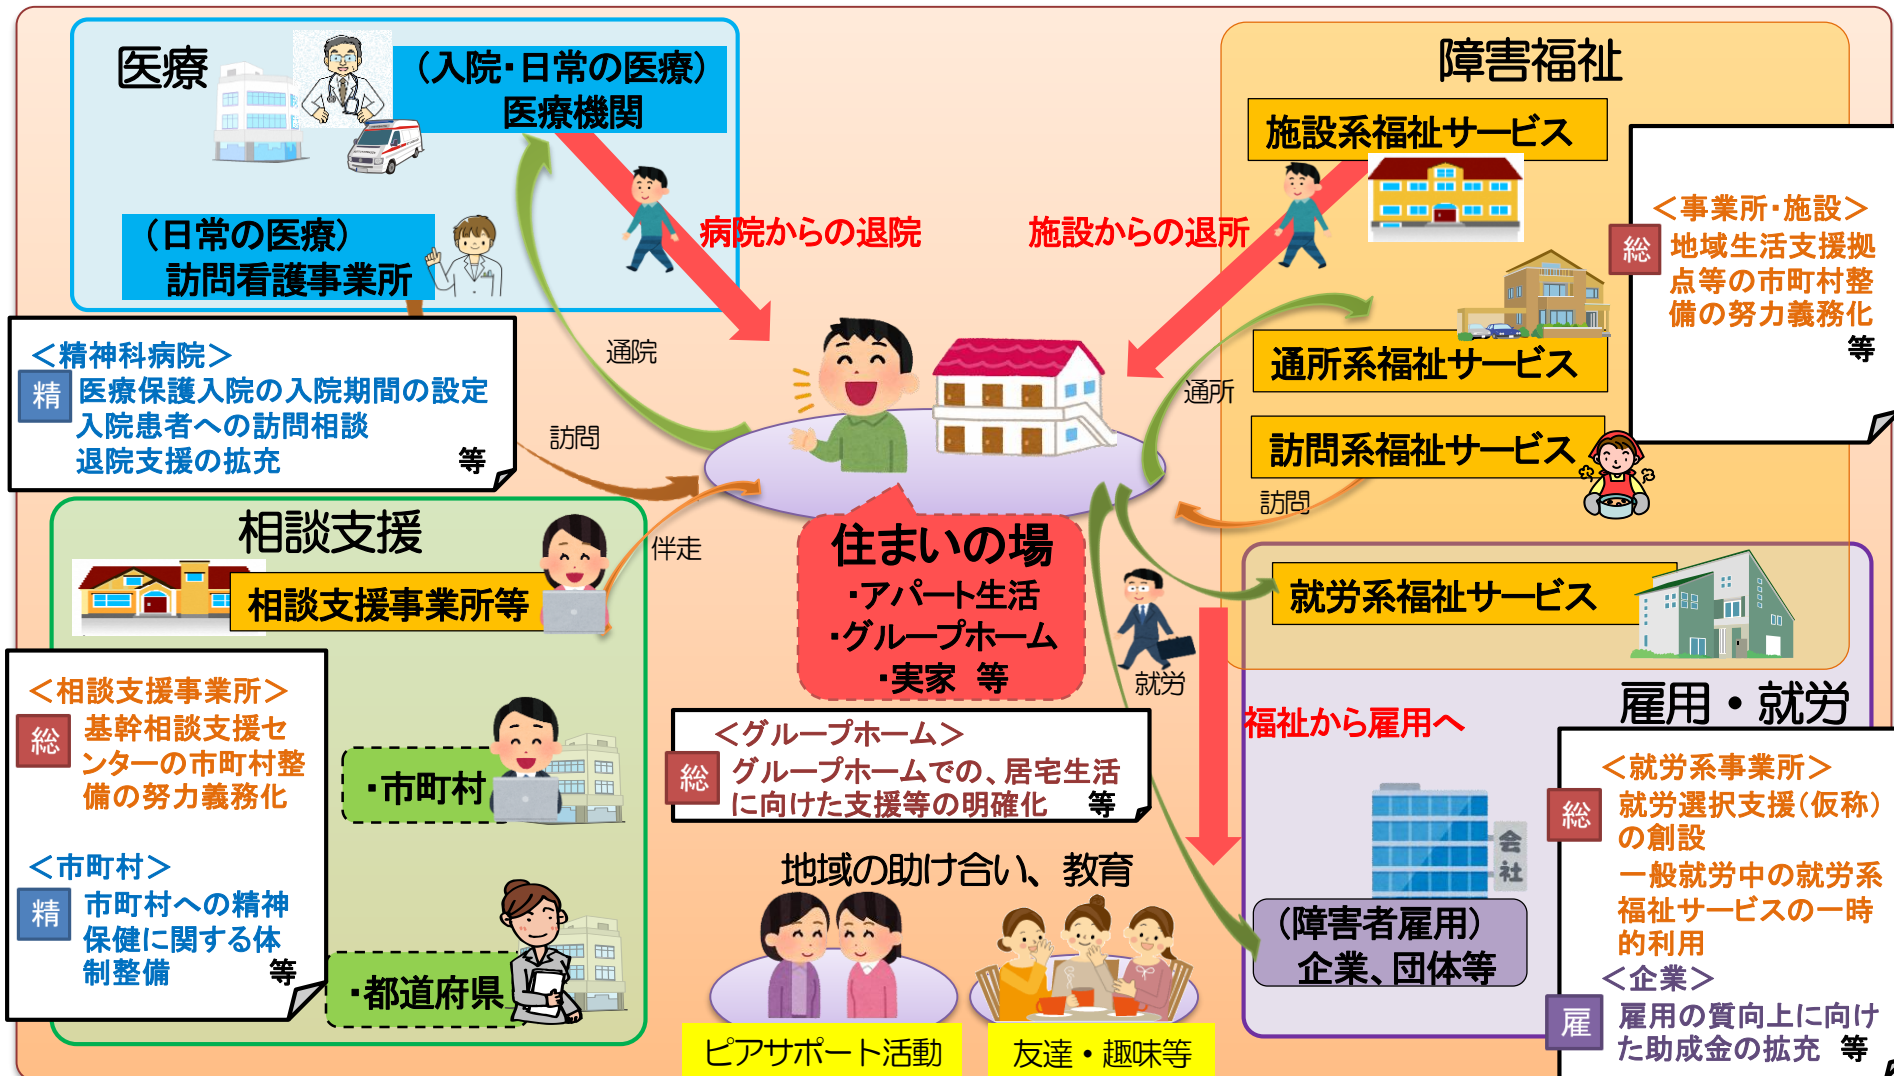 医療
（入院・日常の医療）
医療機関
（日常の医療）
訪問看護事業所
病院からの退院
施設からの退所
障害福祉
施設系福祉サービス
＜事業所・施設＞
総
地域生活支援拠
点等の市町村整
備の努力義務化
等
通所系福祉サービス
訪問系福祉サービス
通院
通所
訪問
訪問
＜精神科病院＞
精
医療保護入院の入院期間の設定
入院患者への訪問相談
退院支援の拡充
等
相談支援
伴走
相談支援事業所等
住まいの場
・アパート生活
・グループホーム
・実家　等
就労系福祉サービス
就労
雇用・就労
福祉から雇用へ
＜相談支援事業所＞
総
基幹相談支援セ
ンターの市町村整
備の努力義務化
＜市町村＞
精
市町村への精神
保健に関する体
制整備
等
・市町村
・都道府県
＜グループホーム＞
総
グループホームでの、居宅生活
に向けた支援等の明確化
等
地域の助け合い、教育
ピアサポート活動
友達・趣味等
会
社
（障害者雇用）
企業、団体等
＜就労系事業所＞
総
就労選択支援（仮称）
の創設
一般就労中の就労系
福祉サービスの一時
的利用
＜企業＞
雇
雇用の質向上に向け
た助成金の拡充
等